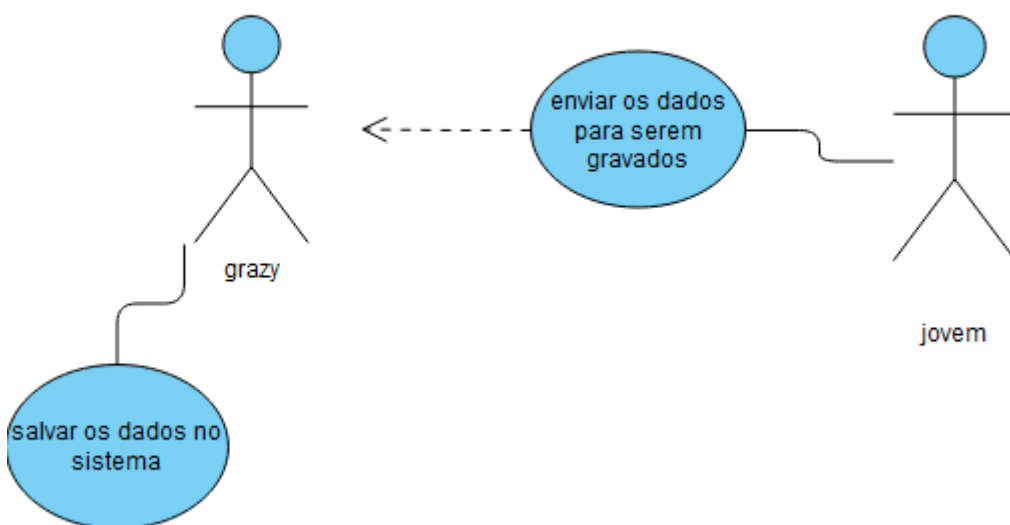 enviar os dados
para serem
gravados
grazy
jovem
salvar os dados no
sistema